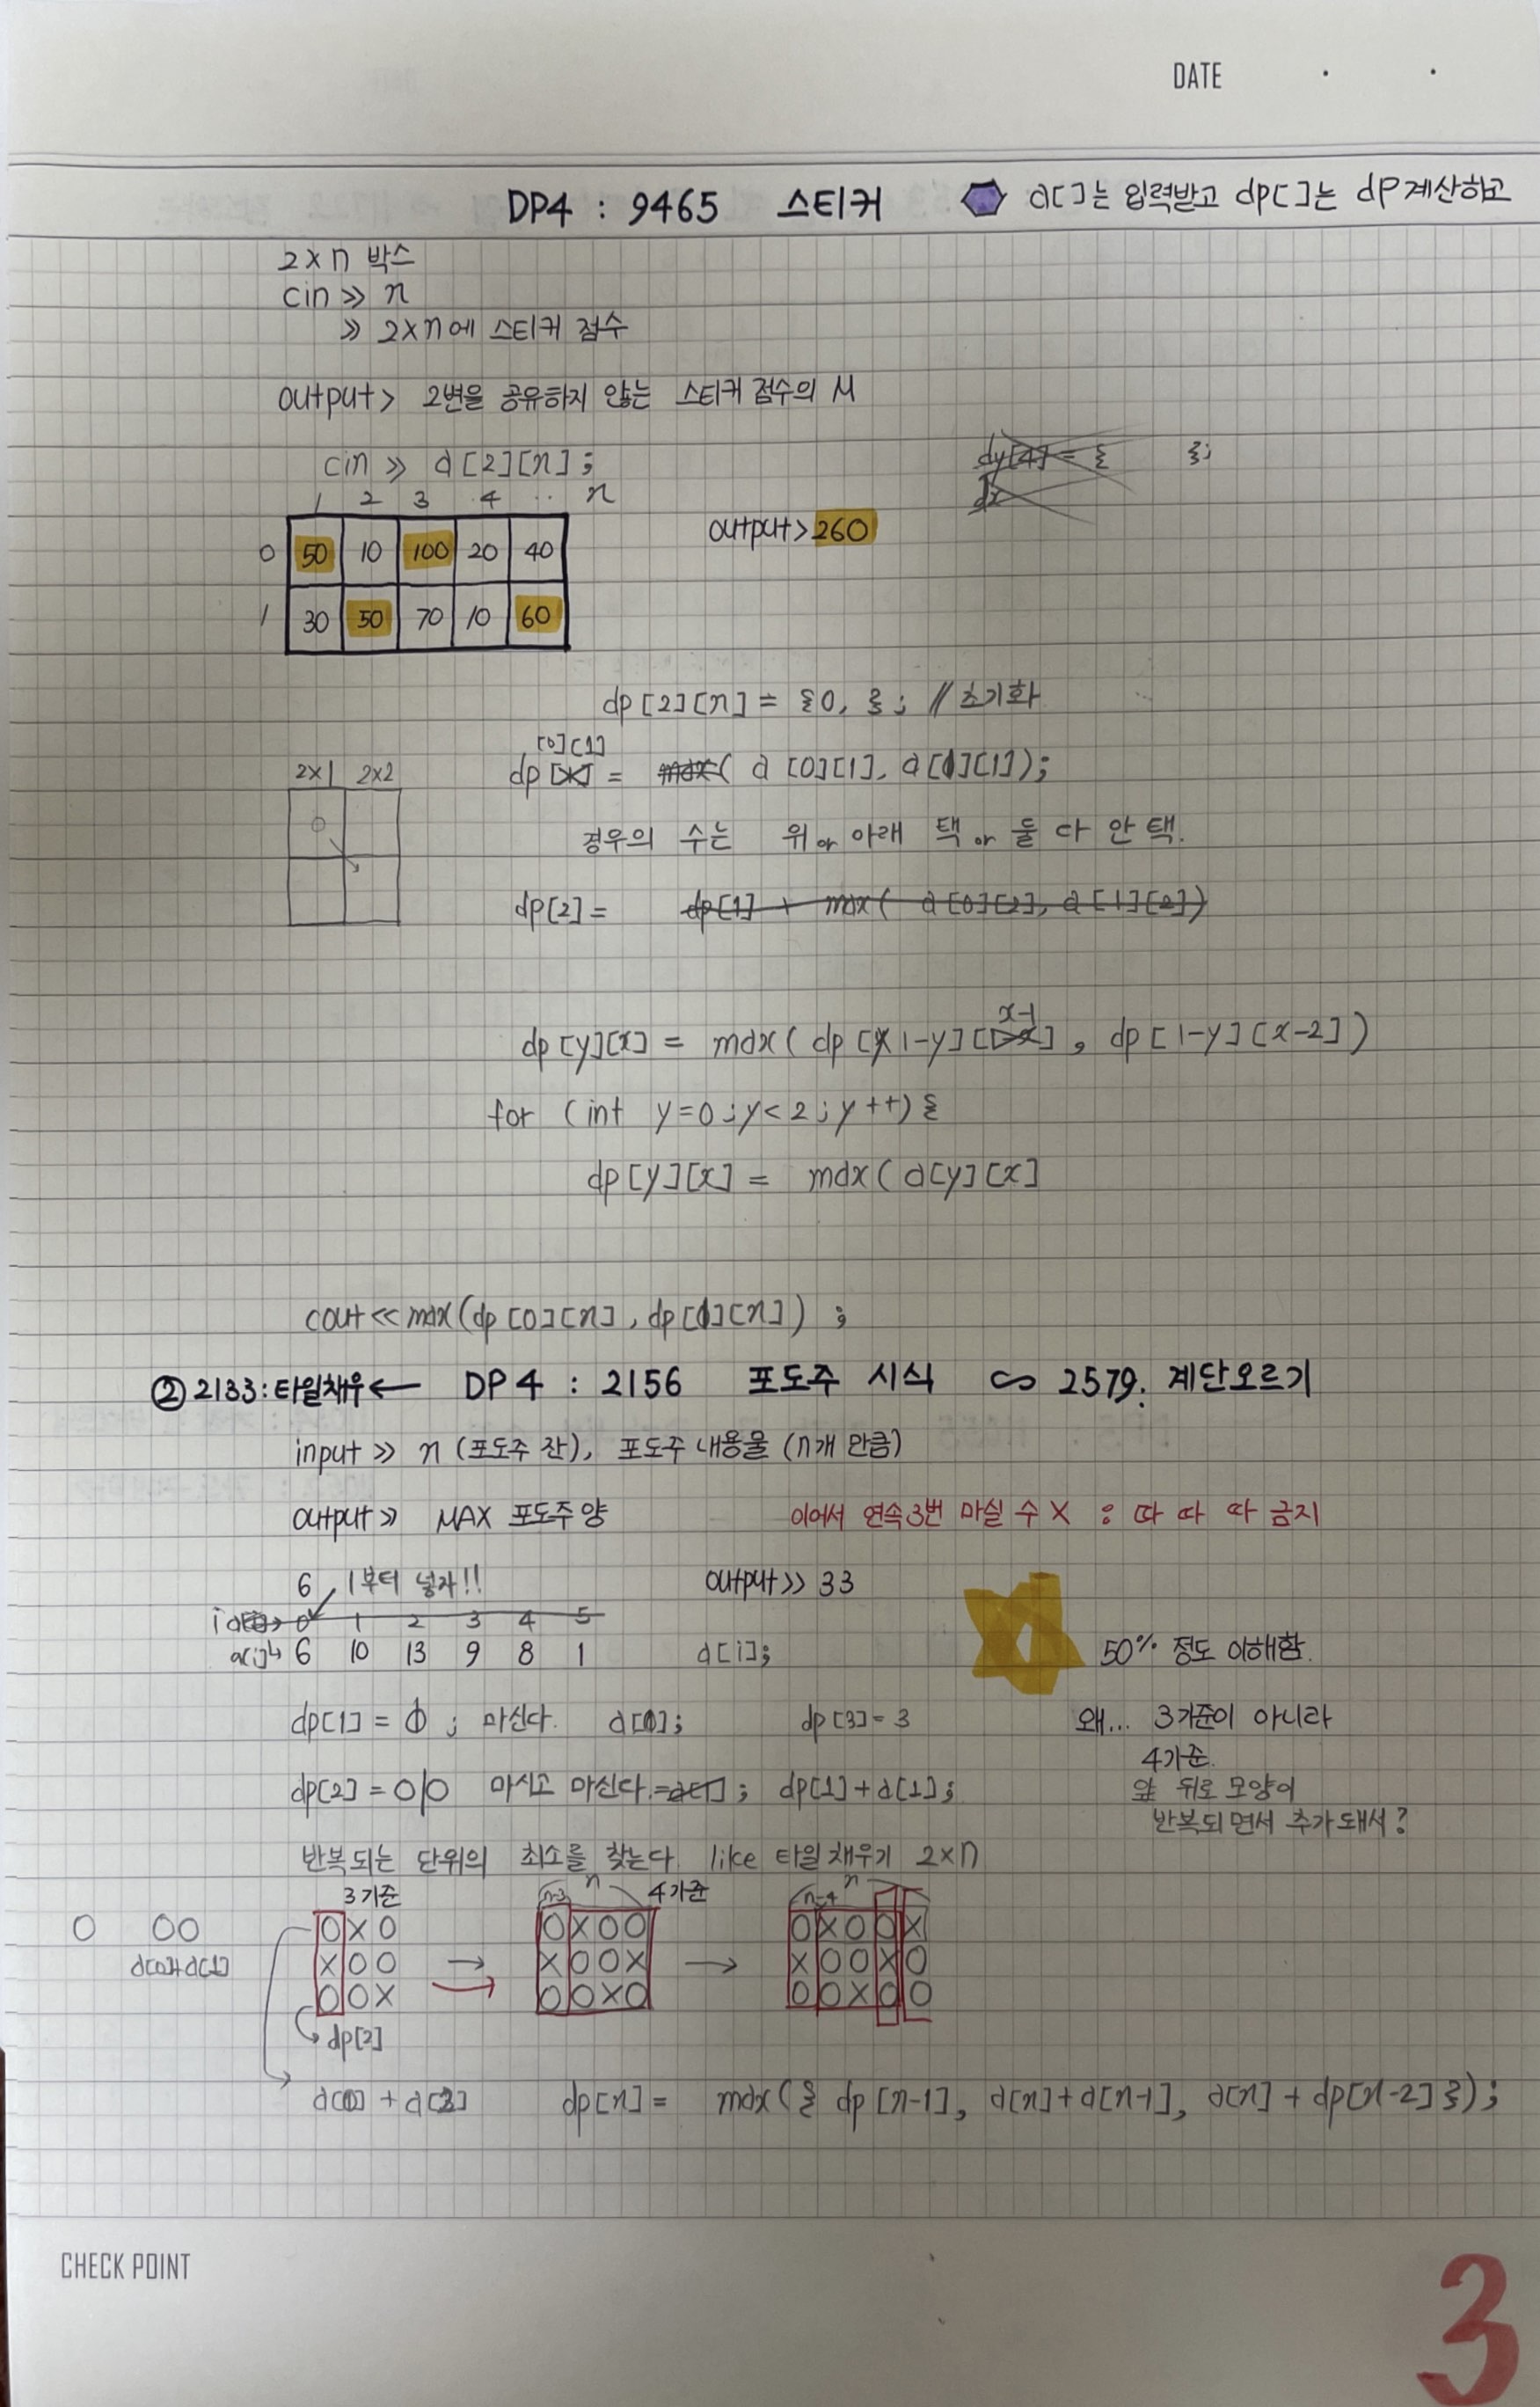 DATE . .
DP4 : 9465 스티커 a[]는 입력받고 dp[]는 dp계산하고
2×n 박스
cin >> n
>> 2×n에 스티커 점수
output> 2변을 공유하지 않는 스티커 점수의 M
cin >> a[2][n];
dy[4] = { };
dx
1 2 3 4 .. n
output> 260
0 50 10 100 20 40
1 30 50 70 10 60
dp[2][n] = {0, }; // 초기화
[0][1]
2×1 2×2
dp[ ] = max( a[0][1], a[1][1]);
경우의 수는 위 or 아래 택 or 둘 다 안 택.
dp[2] = dp[1] + max( a[0][2], a[1][2])
x-1
dp[y][x] = max( dp[1-y][ ], dp[1-y][x-2])
for (int y=0; y<2; y++) {
dp[y][x] = max(a[y][x]
cout << max(dp[0][n], dp[1][n]) ;
② 2133:타일채우← DP4 : 2156 포도주 시식 ∽ 2579. 계단오르기
input >> n (포도주 잔), 포도주 내용물 (n개 만큼)
output >> MAX 포도주 양 이어서 연속3번 마실 수 X : 따 따 따 금지
6 1부터 넣자!! output>> 33
i 0 1 2 3 4 5
a[i] 6 10 13 9 8 1 a[i]; 50% 정도 이해함.
dp[1] = O ; 마신다. a[ ]; dp[3] = 3 왜... 3기준이 아니라
4기준.
dp[2] = O|O 마시고 마신다.= ; dp[1]+a[1]; 앞 뒤로 모양이
반복되면서 추가돼서?
반복되는 단위의 최소를 찾는다. like 타일 채우기 2×n
3기준 n-3 n 4기준 n-4 n
O OO O X O O X O O O X O O X
a[0]+a[1] X O O → X O O X → X O O X O
O O X O O X O O O X O O
dp[2]
a[ ] + a[ ] dp[n] = max({ dp[n-1], a[n]+a[n-1], a[n] + dp[n-2] });
CHECK POINT
3